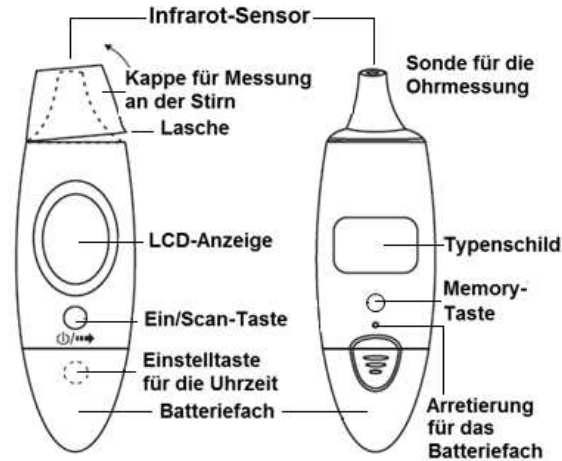 Infrarot-Sensor
Kappe für Messung
an der Stirn
Lasche
LCD-Anzeige
Ein/Scan-Taste
Einstelltaste
für die Uhrzeit
Batteriefach
Sonde für die
Ohrmessung
Typenschild
Memory-
Taste
Arretierung
für das
Batteriefach